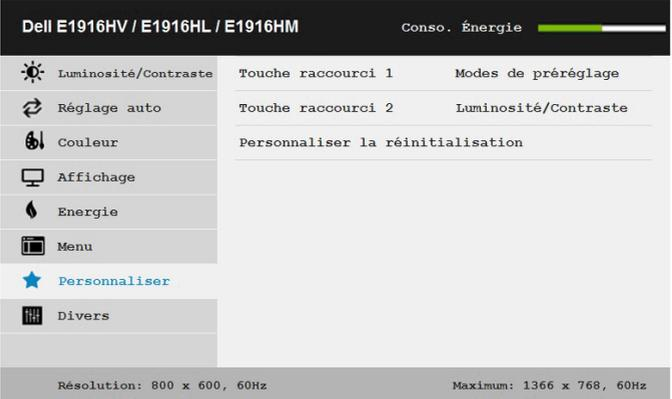 Dell E1916HV / E1916HL / E1916HM Conso. Énergie
Luminosité/Contraste Touche raccourci 1 Modes de préréglage
Réglage auto Touche raccourci 2 Luminosité/Contraste
Couleur Personnaliser la réinitialisation
Affichage
Energie
Menu
Personnaliser
Divers
Résolution: 800 x 600, 60Hz Maximum: 1366 x 768, 60Hz